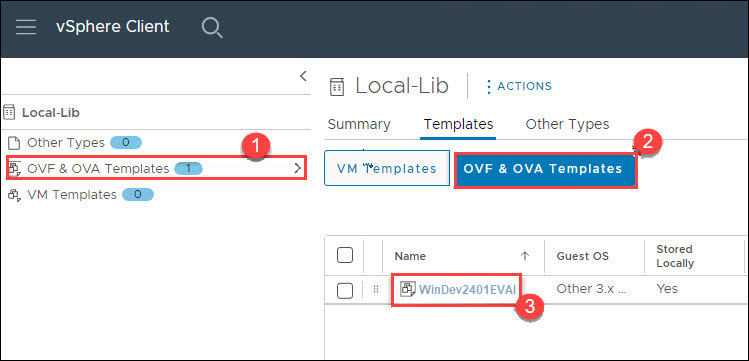 vSphere Client
Local-Lib
Other Types 0
OVF & OVA Templates 1
VM Templates 0
1
Local-Lib
ACTIONS
Summary Templates Other Types
2
VM Templates OVF & OVA Templates
Name Guest OS Stored Locally
WinDev2401EVAl Other 3.x ... Yes
3